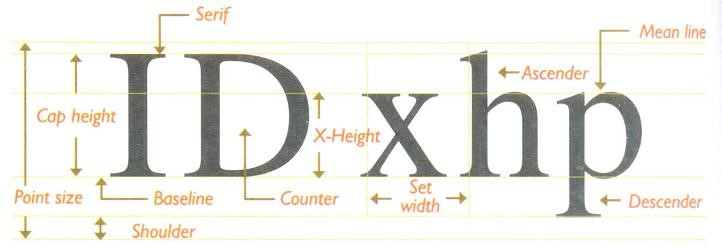 Serif
Mean line
ID xhp
Ascender
Cap height
X-Height
Point size
Baseline
Counter
Set
width
Descender
Shoulder